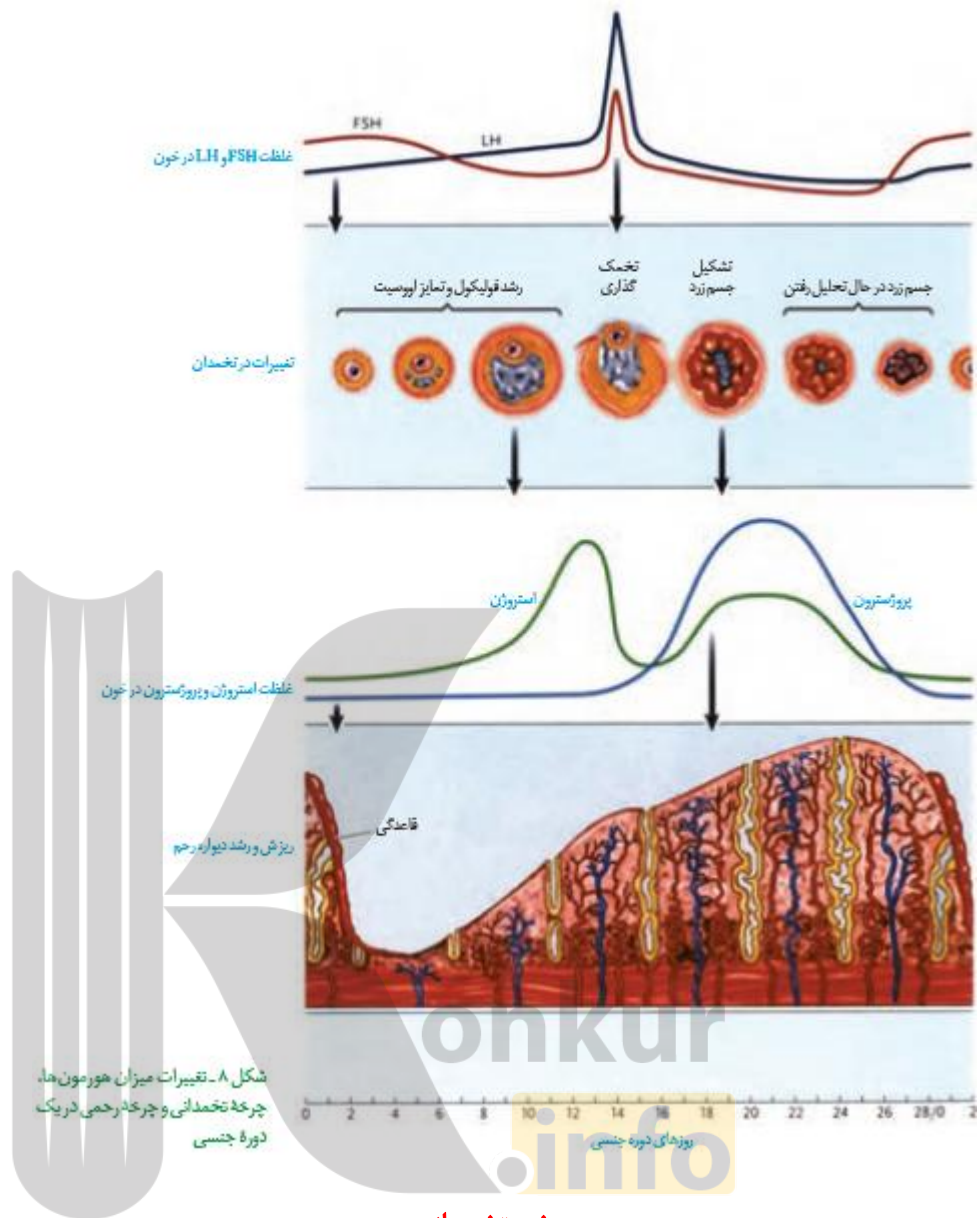 FSH
LH
غلظت FSH و LH در خون
رشد فولیکول و تمایز اووسیت
تخمک
گذاری
تشکیل
جسم زرد
جسم زرد در حال تحلیل رفتن
تغییرات در تخمدان
استروژن
پروژسترون
غلظت استروژن و پروژسترون در خون
قاعدگی
ریزش و رشد دیواره رحم
onkur
.info
شکل ۸ ـ تغییرات میزان هورمون‌ها،
چرخهٔ تخمدانی و چرخهٔ رحمی در یک
دورهٔ جنسی
0 2 4 6 8 10 12 14 16 18 20 22 24 26 28/0 2
روزهای دوره جنسی